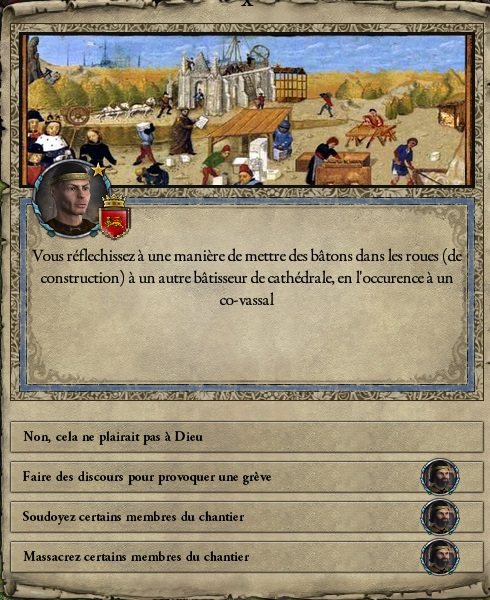 Vous réflechissez à une manière de mettre des bâtons dans les roues (de
construction) à un autre bâtisseur de cathédrale, en l'occurence à un
co-vassal
Non, cela ne plairait pas à Dieu
Faire des discours pour provoquer une grève
Soudoyez certains membres du chantier
Massacrez certains membres du chantier